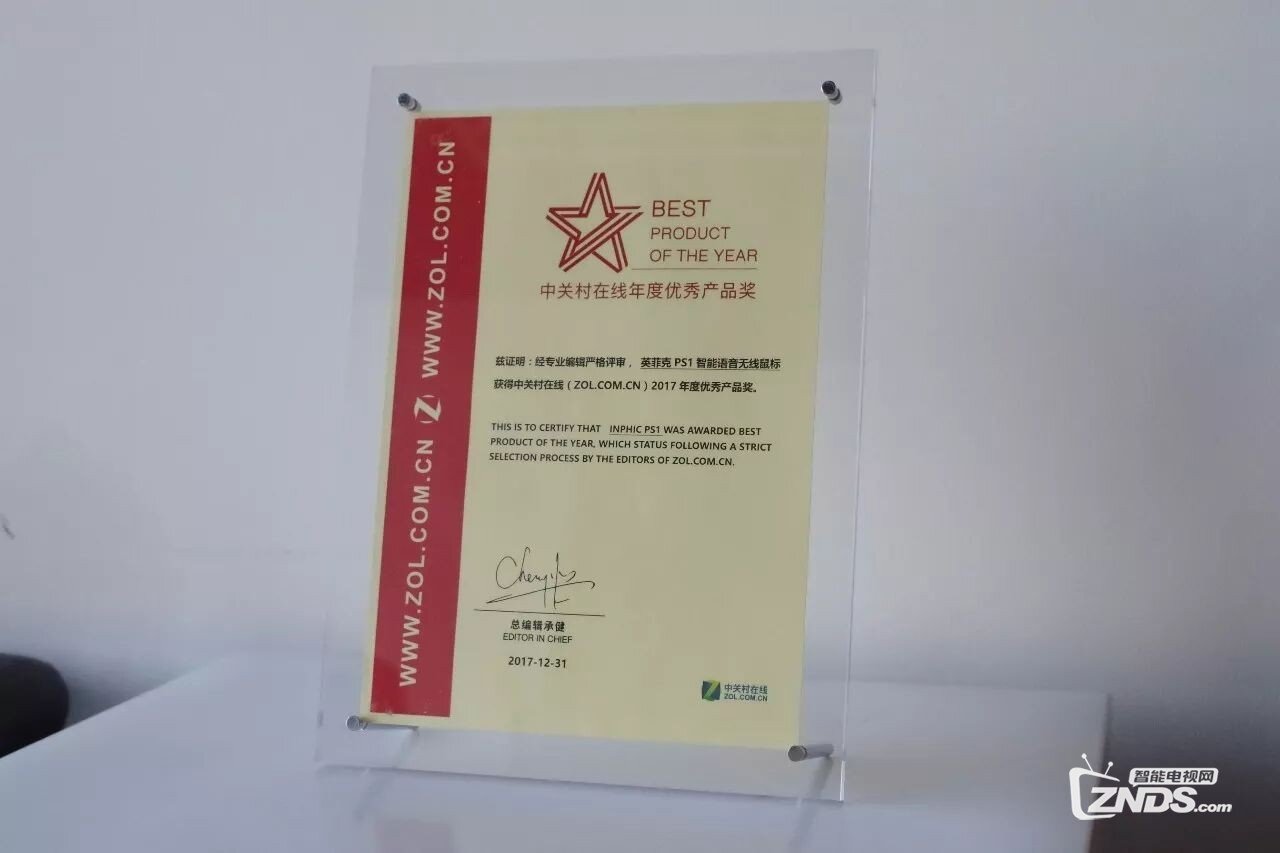 WWW.ZOL.COM.CN Z WWW.ZOL.COM.CN
BEST
PRODUCT
OF THE YEAR
中关村在线年度优秀产品奖
兹证明：经专业编辑严格评审， 英菲克 PS1 智能语音无线鼠标
获得中关村在线（ZOL.COM.CN）2017 年度优秀产品奖。
THIS IS TO CERTIFY THAT INPHIC PS1 WAS AWARDED BEST
PRODUCT OF THE YEAR, WHICH STATUS FOLLOWING A STRICT
SELECTION PROCESS BY THE EDITORS OF ZOL.COM.CN.
总编辑承健
EDITOR IN CHIEF
2017-12-31
中关村在线
ZOL.COM.CN
智能电视网
ZNDS.com